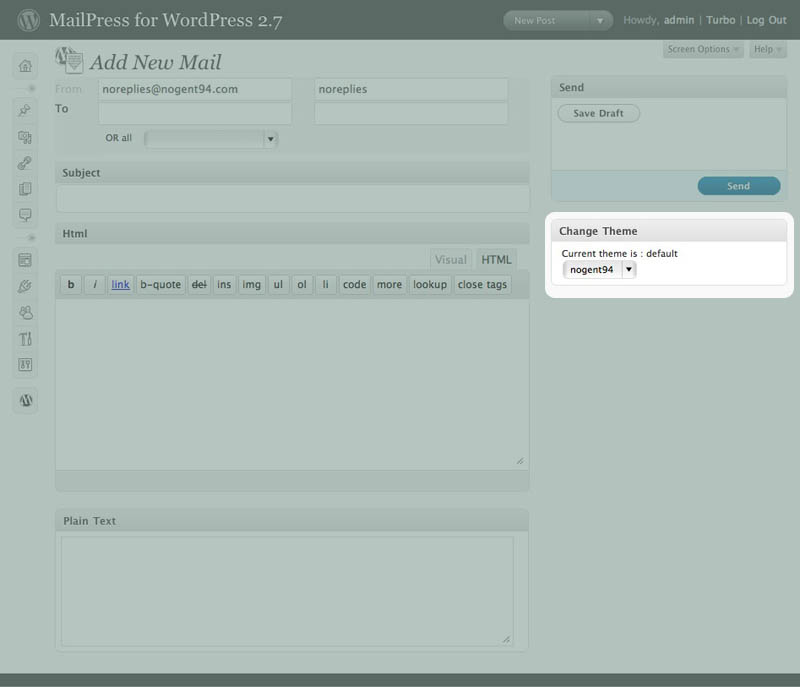 MailPress for WordPress 2.7
New Post
Howdy, admin | Turbo | Log Out
Screen Options
Help
Add New Mail
From
noreplies@nogent94.com
noreplies
To
OR all
Subject
Html
Visual
HTML
b
i
link
b-quote
del
ins
img
ul
ol
li
code
more
lookup
close tags
Plain Text
Send
Save Draft
Send
Change Theme
Current theme is : default
nogent94